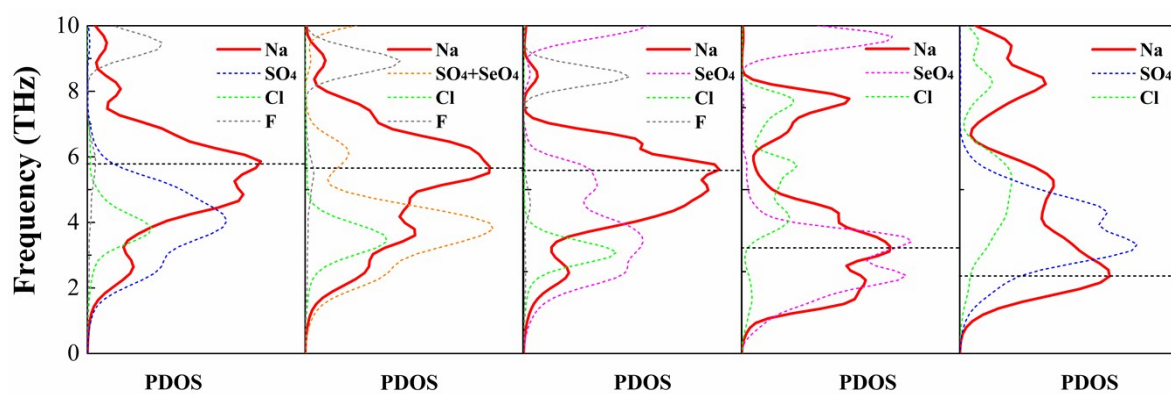 Frequency (THz)
10
8
6
4
2
0
Na
SO₄
Cl
F
Na
SO₄+SeO₄
Cl
F
Na
SeO₄
Cl
F
Na
SeO₄
Cl
Na
SO₄
Cl
PDOS
PDOS
PDOS
PDOS
PDOS